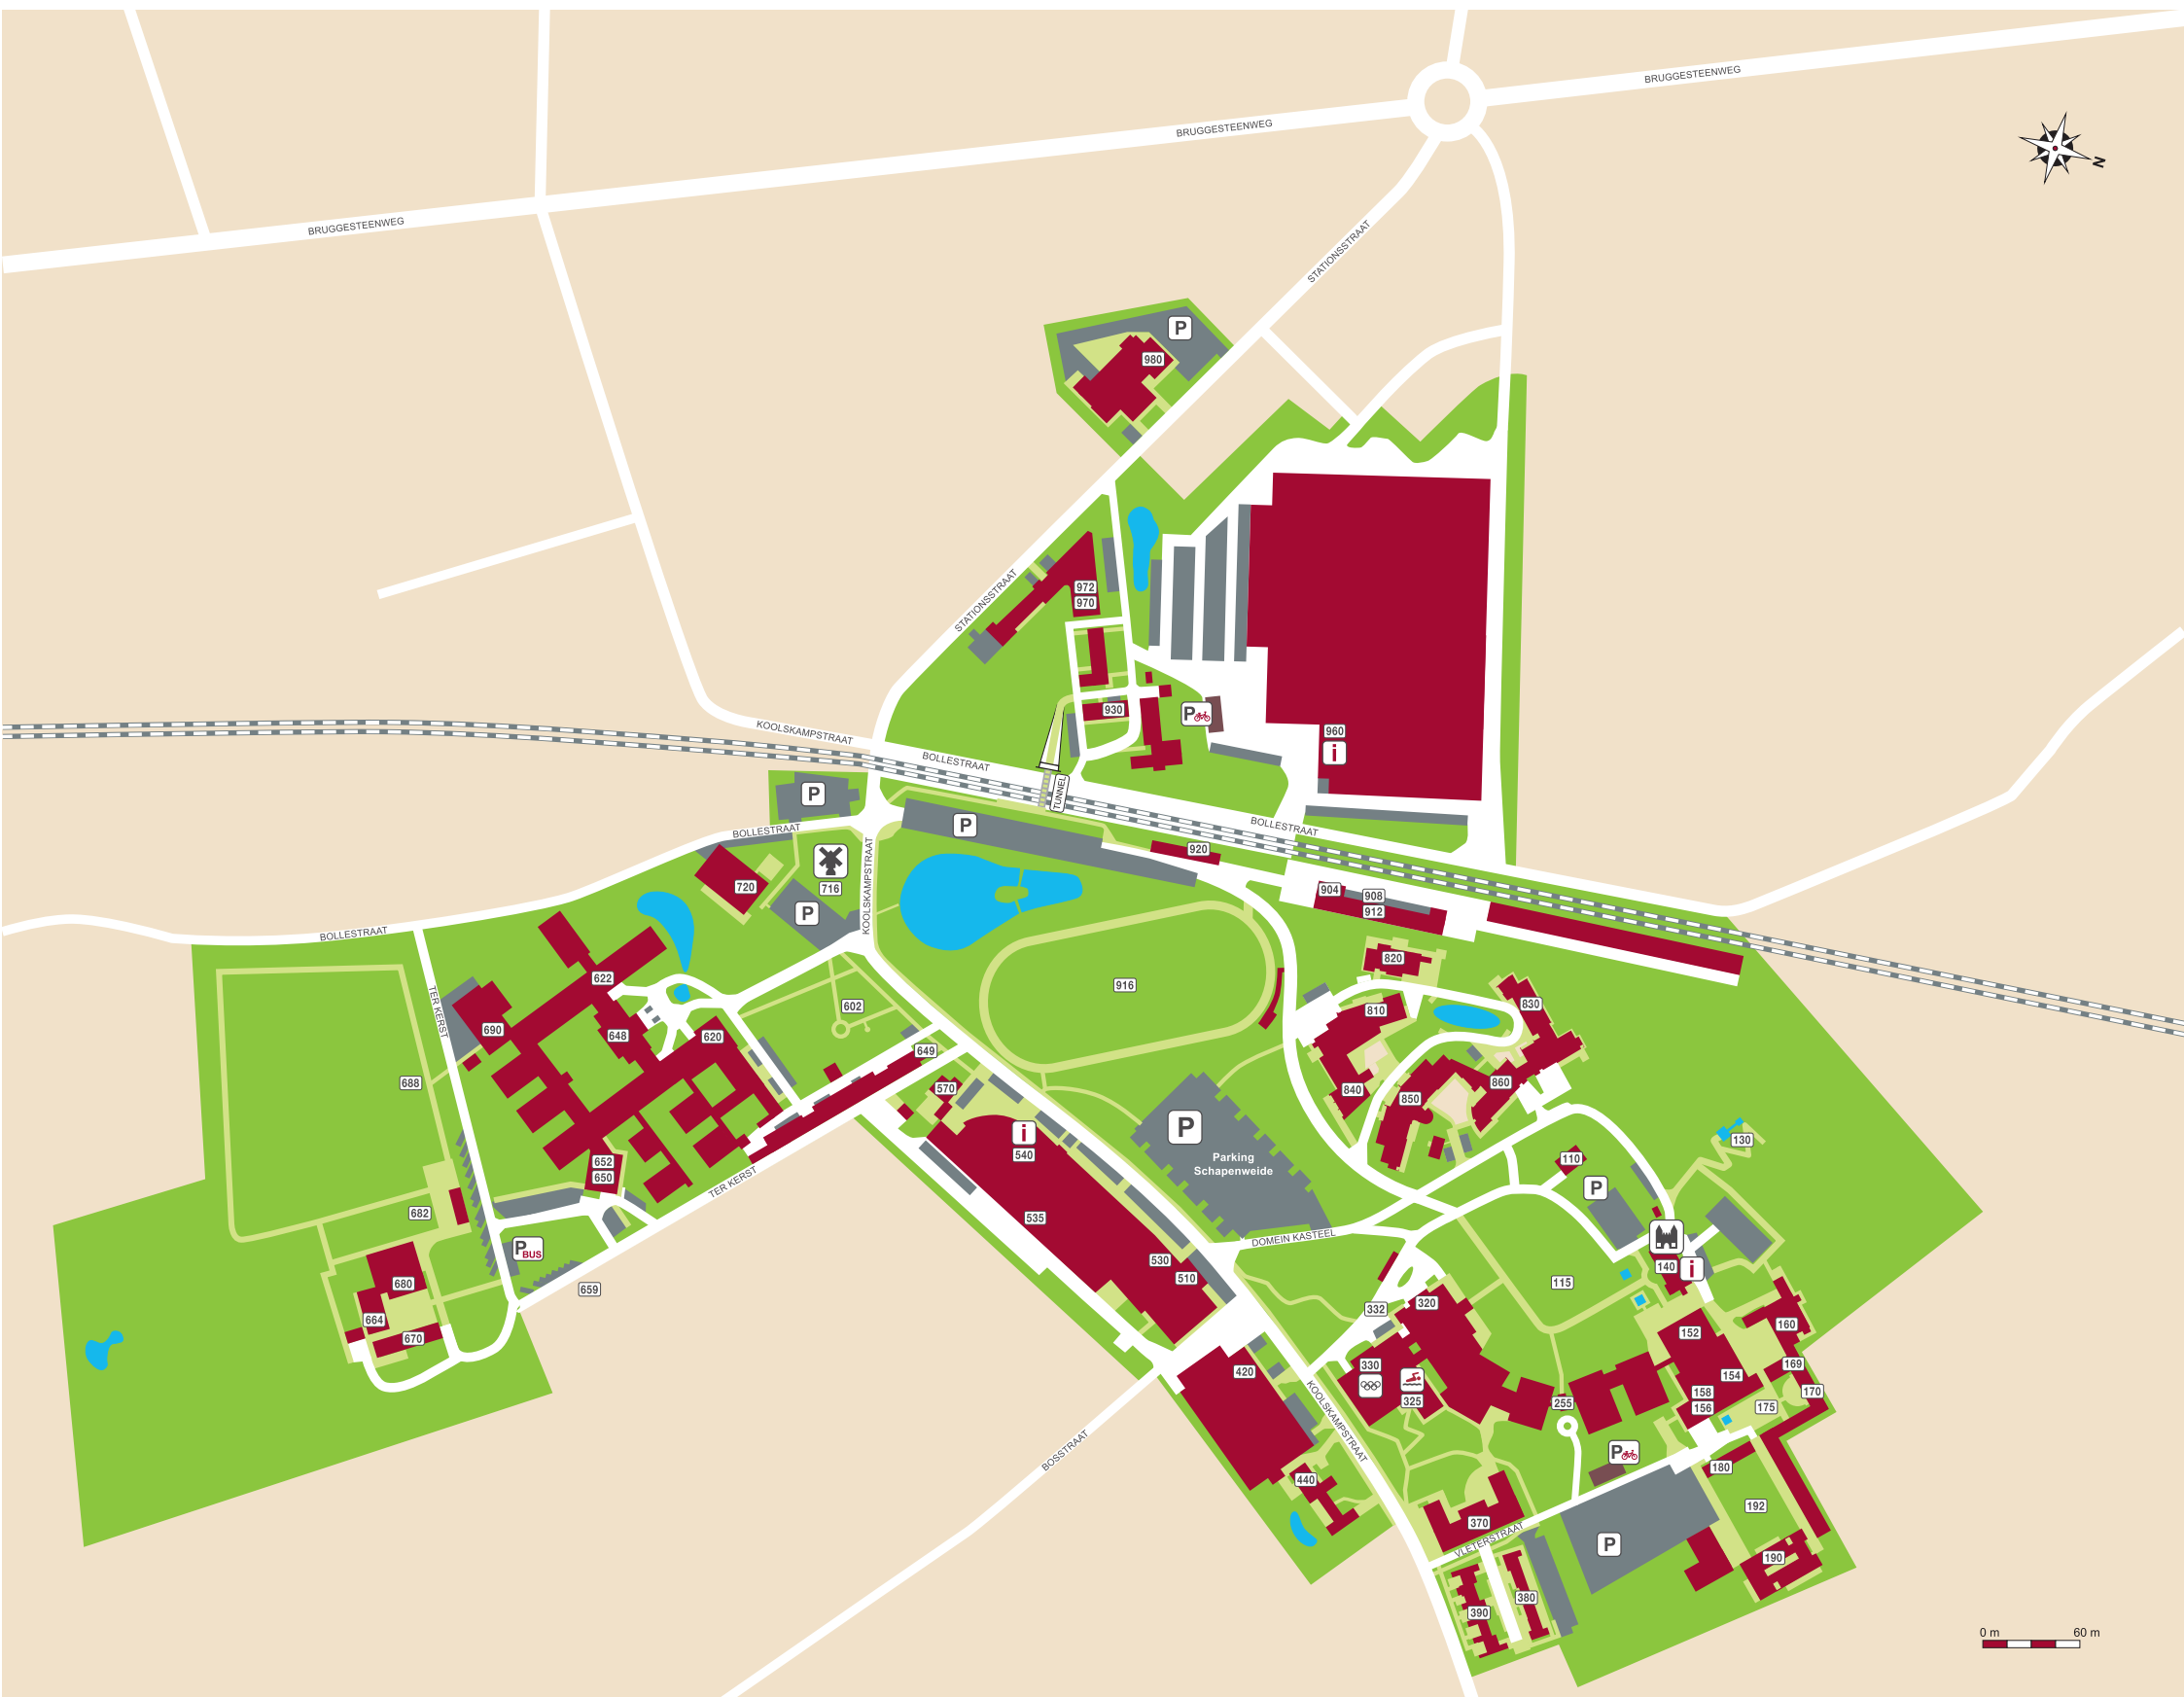 BRUGGESTEENWEG
BRUGGESTEENWEG
BRUGGESTEENWEG
N
STATIONSSTRAAT
P
980
STATIONSSTRAAT
972
970
930
P
960
i
KOOLSKAMPSTRAAT
BOLLESTRAAT
TUNNEL
BOLLESTRAAT
P
P
BOLLESTRAAT
920
KOOLSKAMPSTRAAT
720
716
P
904
908
912
BOLLESTRAAT
820
622
916
602
810
830
TER KERST
690
648
620
649
688
570
840
850
860
P
Parking
Schapenweide
i
540
130
110
P
652
650
TER KERST
682
535
DOMEIN KASTEEL
P BUS
530
510
140
i
680
659
115
664
670
332
320
152
160
330
325
420
154
169
170
158
156
175
255
KOOLSKAMPSTRAAT
BOSSTRAAT
P
180
440
192
370
VLETERSTRAAT
P
190
380
390
0 m
60 m